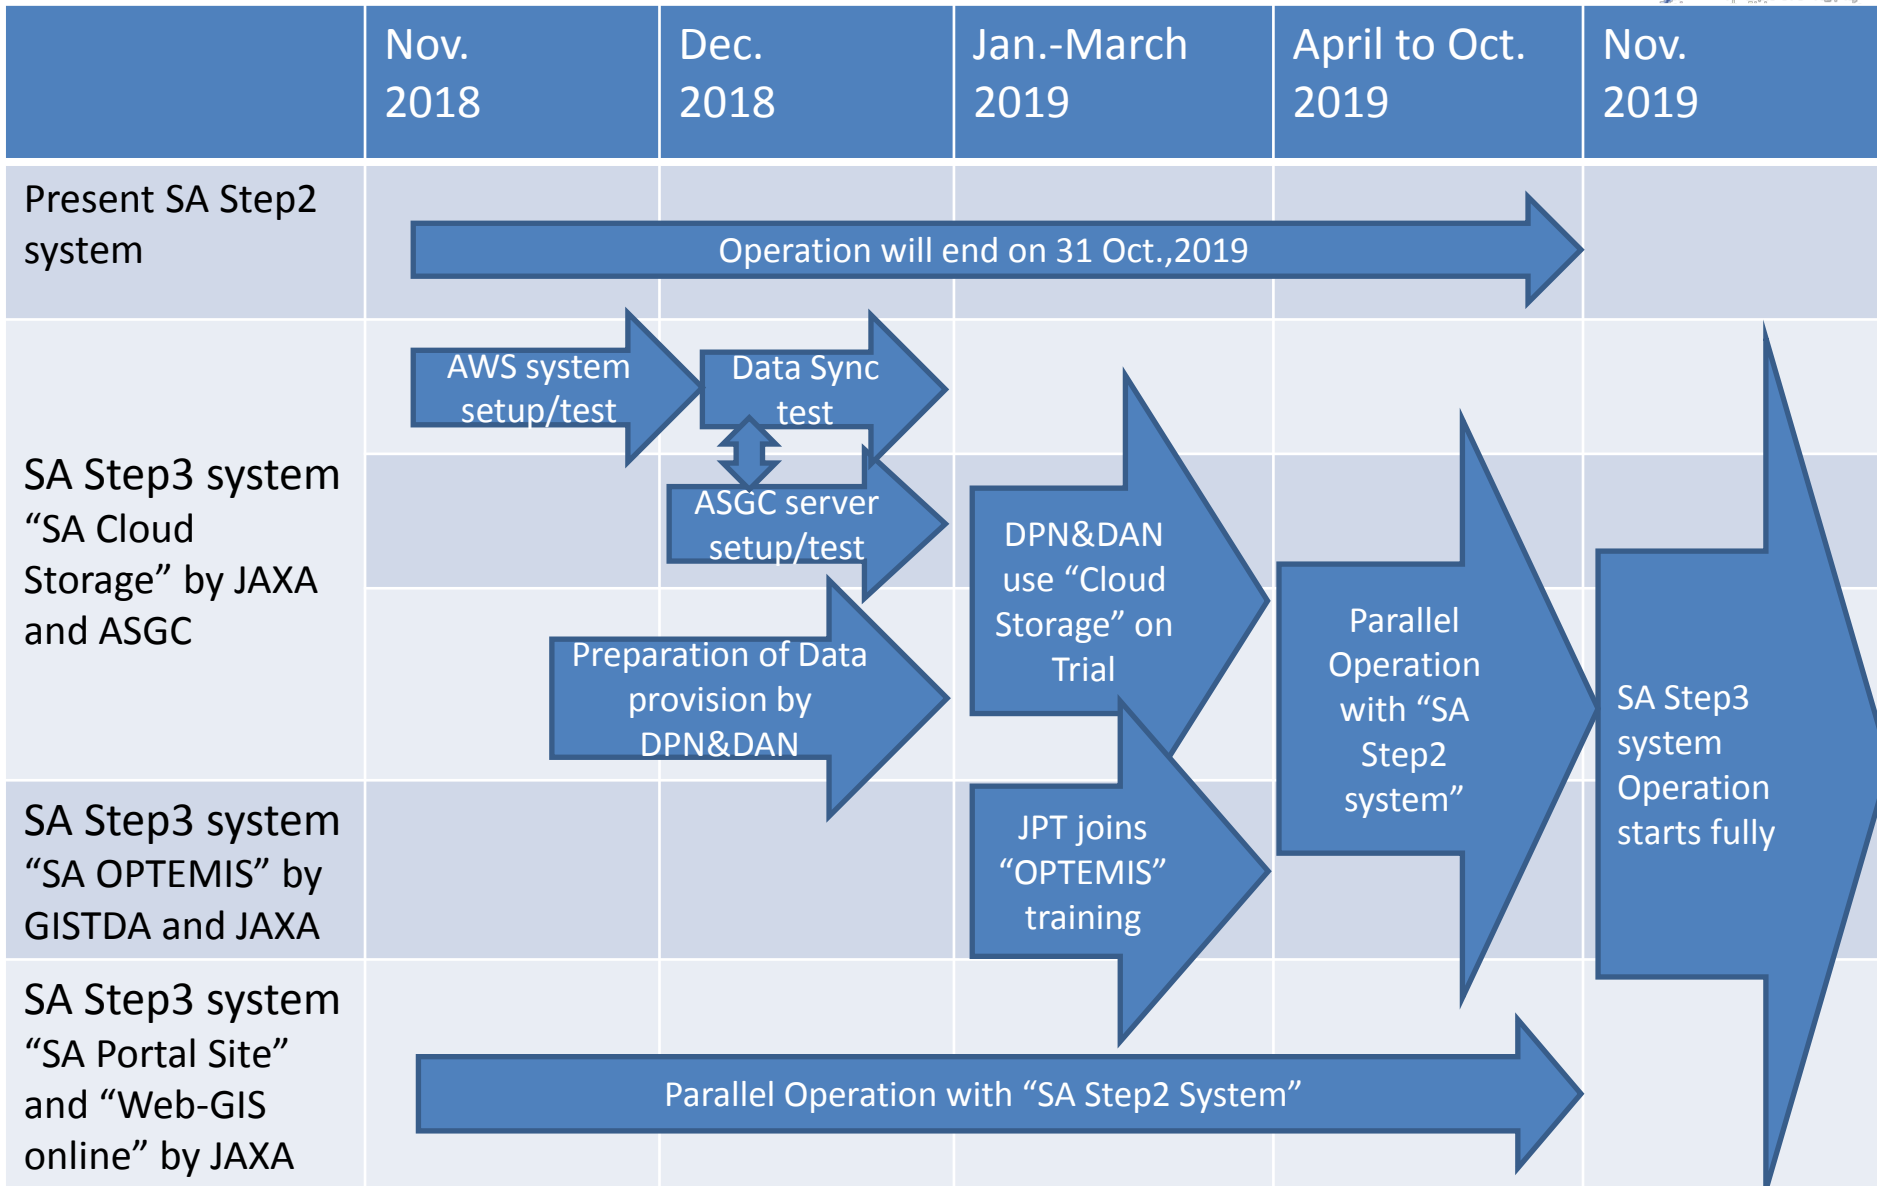 Nov.
2018
Dec.
2018
Jan.-March
2019
April to Oct.
2019
Nov.
2019
Present SA Step2
system
Operation will end on 31 Oct.,2019
SA Step3 system
“SA Cloud
Storage” by JAXA
and ASGC
AWS system
setup/test
Data Sync
test
ASGC server
setup/test
Preparation of Data
provision by
DPN&DAN
DPN&DAN
use “Cloud
Storage” on
Trial
Parallel
Operation
with “SA
Step2
system”
SA Step3
system
Operation
starts fully
SA Step3 system
“SA OPTEMIS” by
GISTDA and JAXA
JPT joins
“OPTEMIS”
training
SA Step3 system
“SA Portal Site”
and “Web-GIS
online” by JAXA
Parallel Operation with “SA Step2 System”